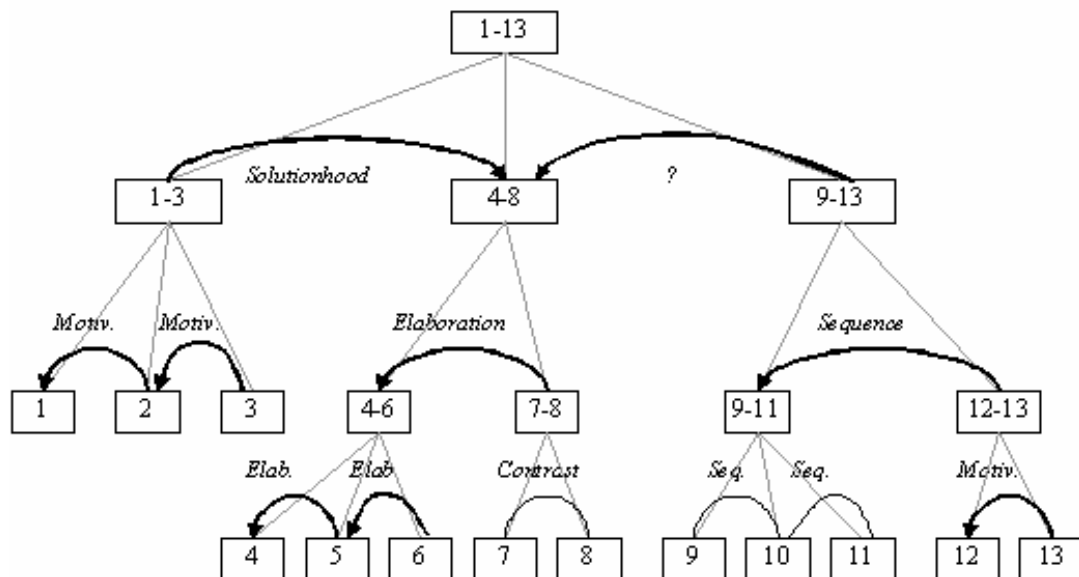 1-13
Solutionhood ?
1-3 4-8 9-13
Motiv. Motiv. Elaboration Sequence
1 2 3 4-6 7-8 9-11 12-13
Elab. Elab Contrast Seq. Seq. Motiv.
4 5 6 7 8 9 10 11 12 13